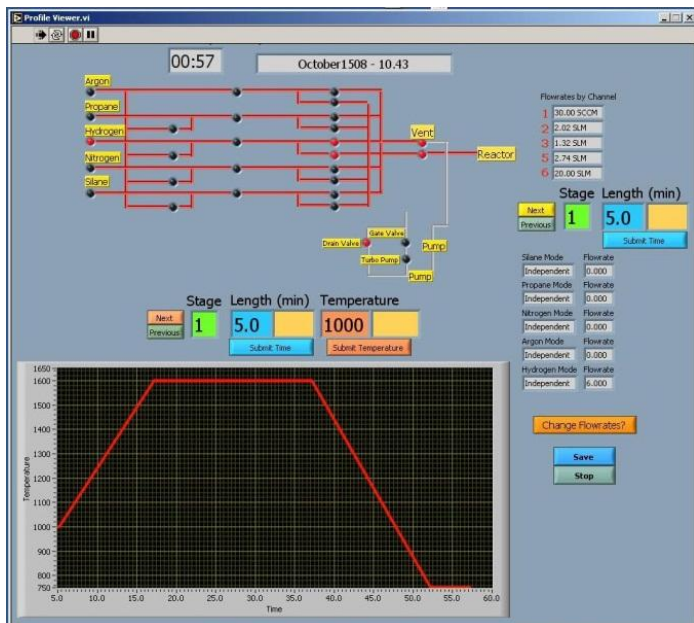 Profile Viewer.vi
00:57
October1508 - 10.43
Argon
Propane
Hydrogen
Nitrogen
Silane
Vent
Reactor
Gate Valve
Drain Valve
Pump
Turbo Pump
Pump
Flowrates by Channel
1 30.00 SCCM
2 2.02 SLM
3 1.32 SLM
5 2.74 SLM
6 20.00 SLM
Stage Length (min)
Next
Previous
1 5.0
Submit Time
Silane Mode Flowrate
Independent 0.000
Propane Mode Flowrate
Independent 0.000
Nitrogen Mode Flowrate
Independent 0.000
Argon Mode Flowrate
Independent 0.000
Hydrogen Mode Flowrate
Independent 6.000
Stage Length (min) Temperature
Next
Previous
1 5.0 1000
Submit Time Submit Temperature
Change Flowrates?
Save
Stop
1650
1600
1500
1400
1300
1200
1100
1000
900
800
750
Temperature
5.0 10.0 15.0 20.0 25.0 30.0 35.0 40.0 45.0 50.0 55.0 60.0
Time